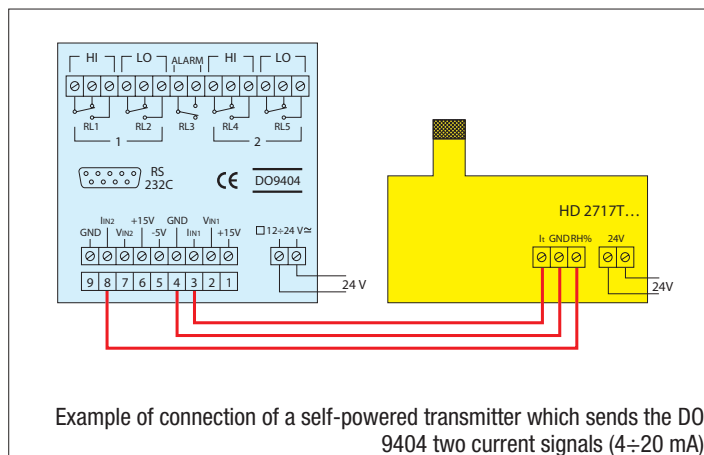 HI LO ALARM HI LO
RL1 RL2 RL3 RL4 RL5
1 2
RS
232C
CE DO9404
HD 2717T...
IIN2 +15V GND VIN1
GND VIN2 -5V IIN1 +15V
□ 12÷24 V≃
It GND RH% 24V
9 8 7 6 5 4 3 2 1
24 V
24V
Example of connection of a self-powered transmitter which sends the DO
9404 two current signals (4÷20 mA)